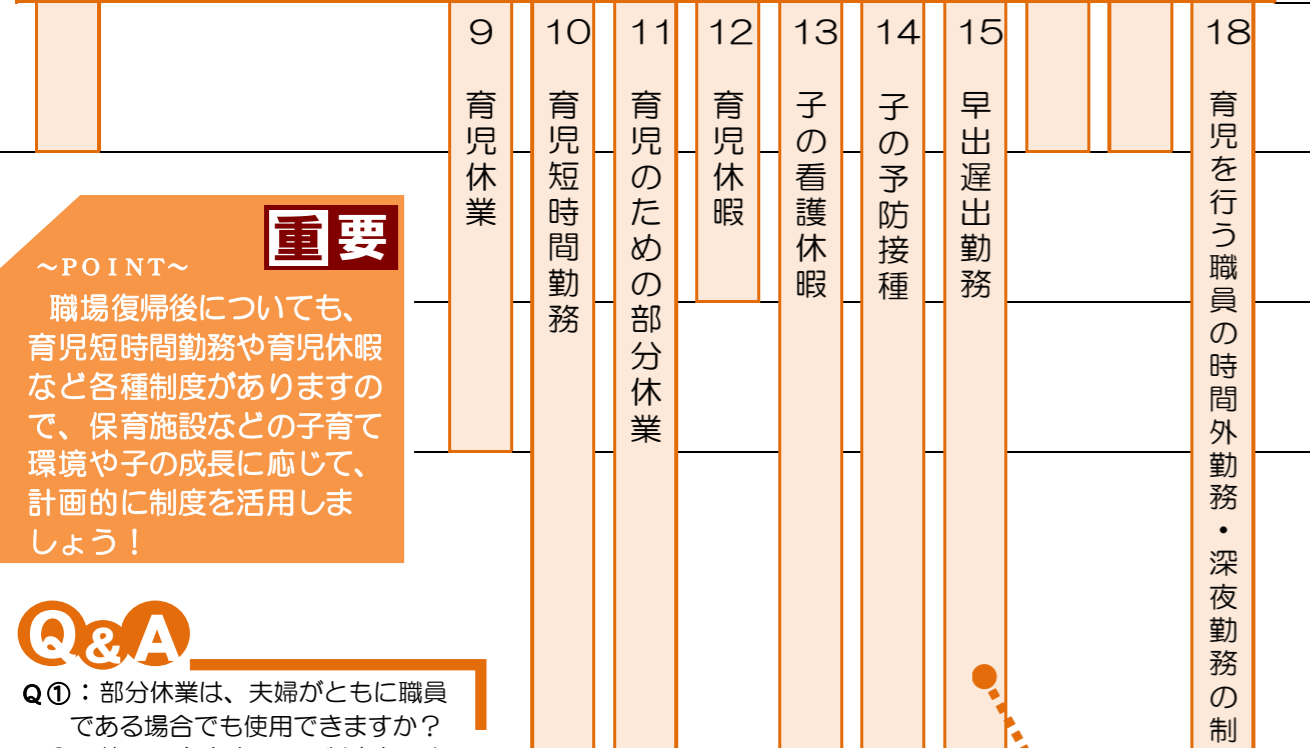 9 育児休業
10 育児短時間勤務
11 育児のための部分休業
12 育児休暇
13 子の看護休暇
14 子の予防接種
15 早出遅出勤務
18 育児を行う職員の時間外勤務・深夜勤務の制
重要
～POINT～
職場復帰後についても、
育児短時間勤務や育児休暇
など各種制度がありますの
で、保育施設などの子育て
環境や子の成長に応じて、
計画的に制度を活用しま
しょう！
Q&A
Q①：部分休業は、夫婦がともに職員
である場合でも使用できますか？